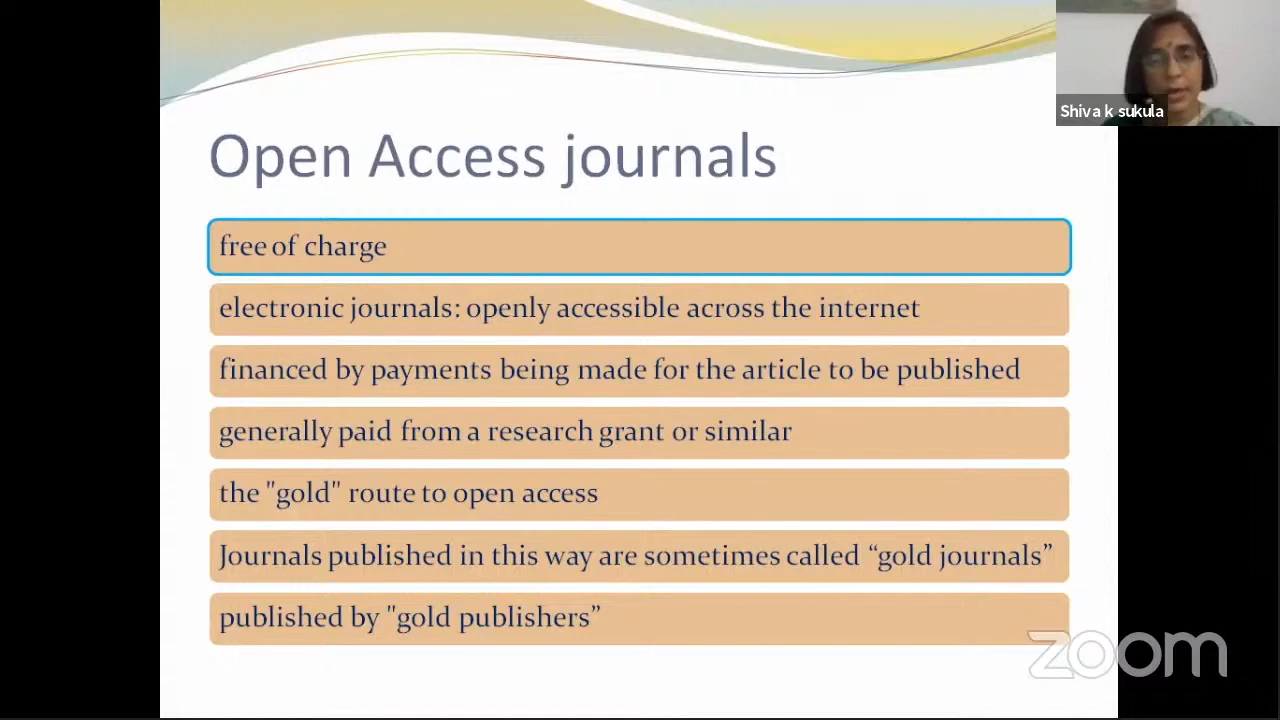 Shiva k sukula
Open Access journals
free of charge
electronic journals: openly accessible across the internet
financed by payments being made for the article to be published
generally paid from a research grant or similar
the "gold" route to open access
Journals published in this way are sometimes called “gold journals”
published by "gold publishers”
zoom